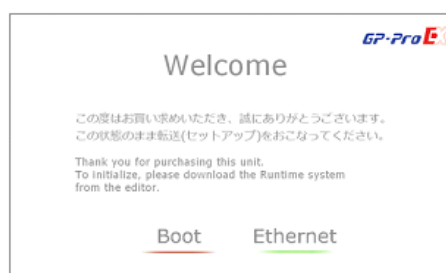 GP-Pro EX
Welcome
この度はお買い求めいただき、誠にありがとうございます。
この状態のまま転送(セットアップ)をおこなってください。
Thank you for purchasing this unit.
To initialize, please download the Runtime system
from the editor.
Boot Ethernet